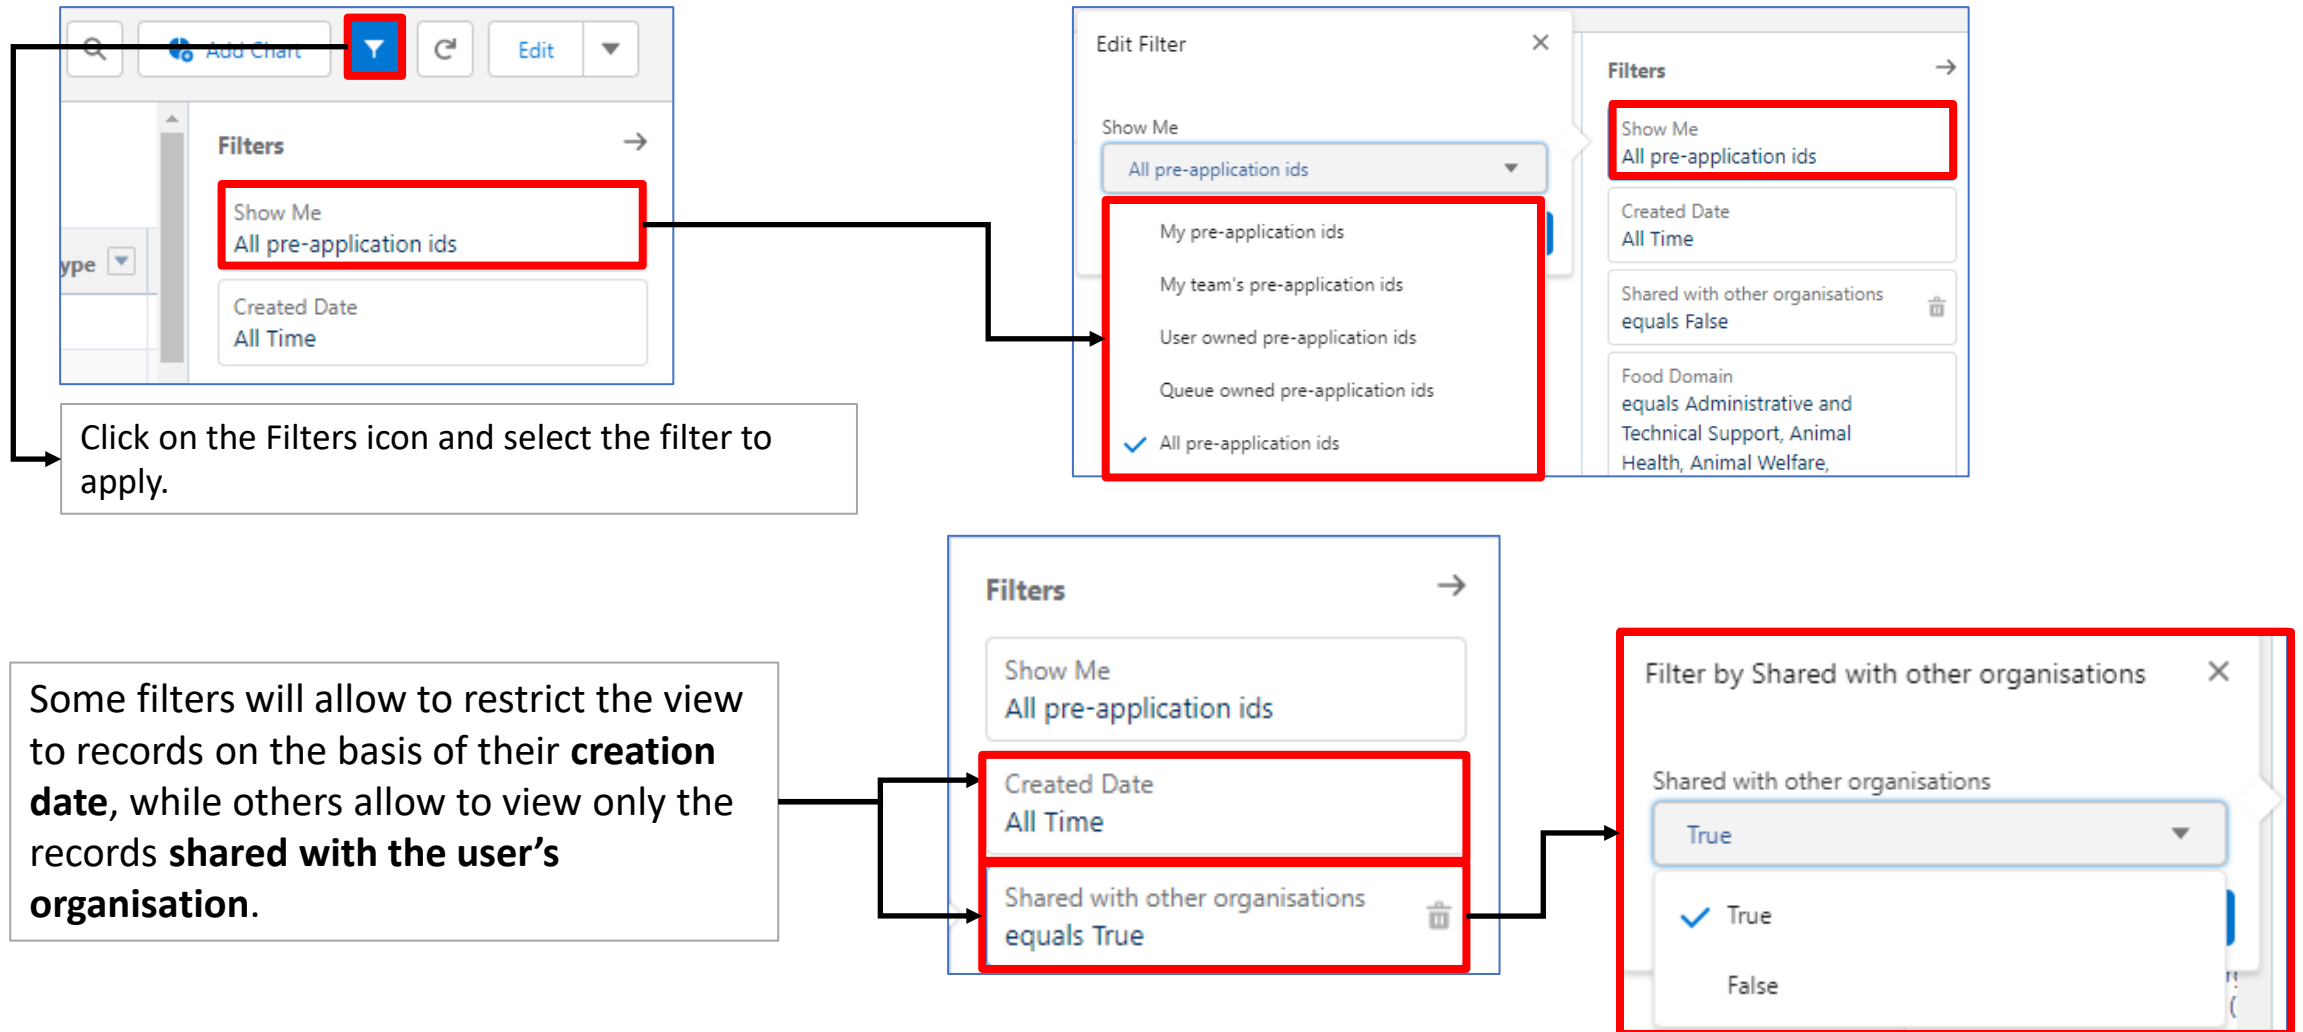 Add Chart
Edit
Filters
Show Me
All pre-application ids
ype
Created Date
All Time
Click on the Filters icon and select the filter to
apply.
Edit Filter
Show Me
All pre-application ids
My pre-application ids
My team's pre-application ids
User owned pre-application ids
Queue owned pre-application ids
All pre-application ids
Filters
Show Me
All pre-application ids
Created Date
All Time
Shared with other organisations
equals False
Food Domain
equals Administrative and
Technical Support, Animal
Health, Animal Welfare,
Some filters will allow to restrict the view
to records on the basis of their creation
date, while others allow to view only the
records shared with the user's
organisation.
Filters
Show Me
All pre-application ids
Created Date
All Time
Shared with other organisations
equals True
Filter by Shared with other organisations
Shared with other organisations
True
True
False